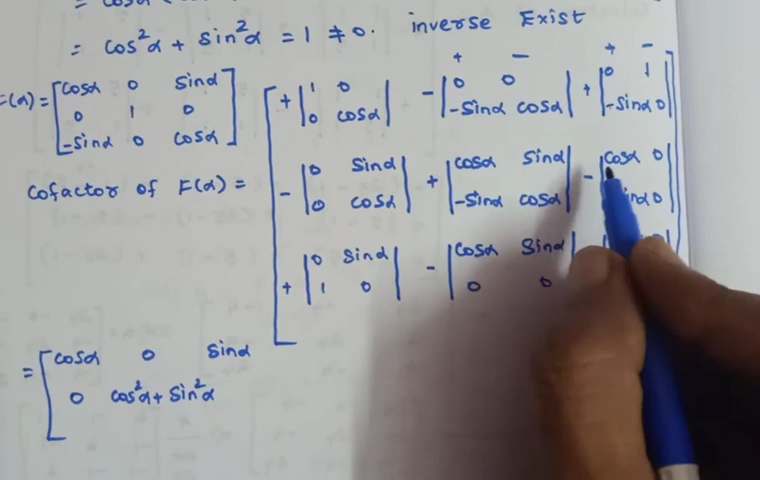 = cos²α + sin²α = 1 ≠ 0. inverse Exist
F(α) = [cosα 0 sinα
0 1 0
-sinα 0 cosα]
cofactor of F(α) =
+ |1 0
0 cosα|
+ -
- |0 0
-sinα cosα|
+ -
+ |0 1
-sinα 0|
- |0 sinα
0 cosα|
+ |cosα sinα
-sinα cosα|
- |cosα 0
0|
+ |0 sinα
1 0|
- |cosα sinα
0 0|
= [cosα 0 sinα
0 cos²α + sin²α